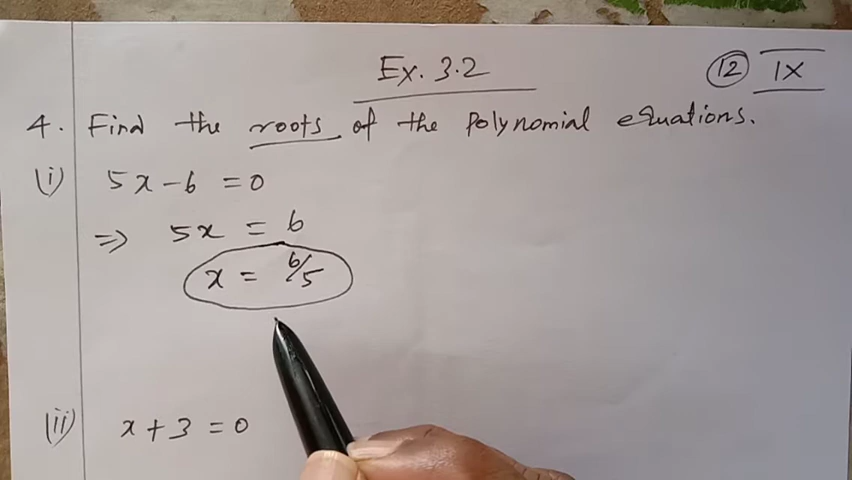 Ex. 3.2
12 IX
4. Find the roots of the polynomial equations.
(i) 5x - 6 = 0
⇒ 5x = 6
x = 6/5
(ii) x + 3 = 0